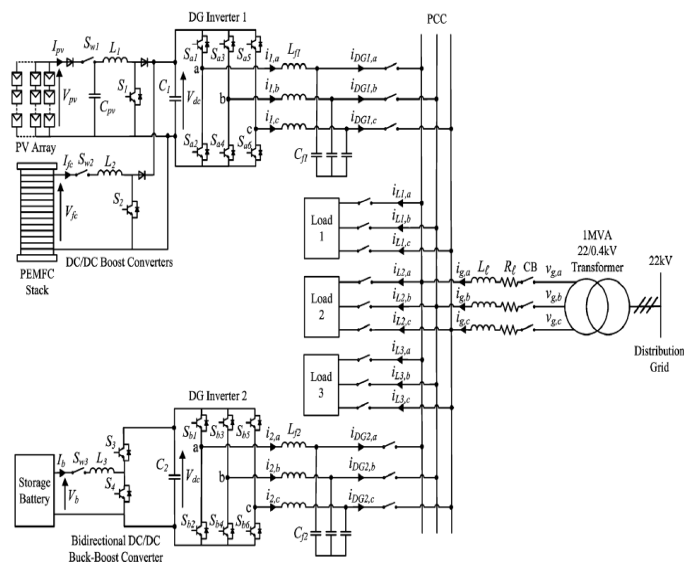 DG Inverter 1
PCC
I_pv
S_w1
L_1
S_a1
S_a3
S_a5
i_1,a
L_f1
i_DG1,a
a
V_pv
C_pv
S_1
C_1
V_dc
i_1,b
i_DG1,b
b
i_1,c
i_DG1,c
c
PV Array
S_a2
S_a4
S_a6
C_f1
I_fc
S_w2
L_2
S_2
V_fc
DC/DC Boost Converters
PEMFC
Stack
Load
1
i_L1,a
i_L1,b
i_L1,c
1MVA
22/0.4kV
Transformer
22kV
Load
2
i_L2,a
i_L2,b
i_L2,c
i_g,a
i_g,b
i_g,c
L_ℓ
R_ℓ
CB
v_g,a
v_g,b
v_g,c
Distribution
Grid
Load
3
i_L3,a
i_L3,b
i_L3,c
DG Inverter 2
S_b1
S_b3
S_b5
i_2,a
L_f2
i_DG2,a
a
S_3
I_b
S_w3
L_3
S_4
C_2
V_dc
i_2,b
i_DG2,b
b
Storage
Battery
V_b
i_2,c
i_DG2,c
c
S_b2
S_b4
S_b6
C_f2
Bidirectional DC/DC
Buck-Boost Converter